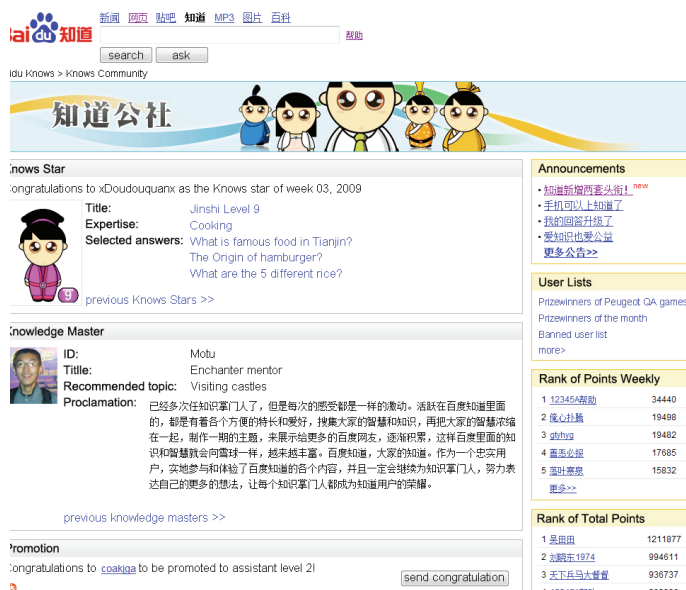 Bai du 知道
新闻 网页 贴吧 知道 MP3 图片 百科
帮助
search ask
idu Knows > Knows Community
知道公社
Knows Star
Congratulations to xDoudouquanx as the Knows star of week 03, 2009
Title: Jinshi Level 9
Expertise: Cooking
Selected answers: What is famous food in Tianjin?
The Origin of hamburger?
What are the 5 different rice?
9
previous Knows Stars >>
Knowledge Master
ID: Motu
Titlle: Enchanter mentor
Recommended topic: Visiting castles
Proclamation: 已经多次任知识掌门人了，但是每次的感受都是一样的激动。活跃在百度知道里面
的，都是有着各个方便的特长和爱好，搜集大家的智慧和知识，再把大家的智慧浓缩
在一起，制作一期的主题，来展示给更多的百度网友，逐渐积累，这样百度里面的知
识和智慧就会向雪球一样，越来越丰富。百度知道，大家的知道。作为一个忠实用
户，实地参与和体验了百度知道的各个内容，并且一定会继续为知识掌门人，努力表
达自己的更多的想法，让每个知识掌门人都成为知道用户的荣耀。
previous knowledge masters >>
Promotion
Congratulations to coakjga to be promoted to assistant level 2!
send congratulation
Announcements
• 知道新增两套头衔！ new
• 手机可以上知道了
• 我的回答升级了
• 爱知识也爱公益
更多公告>>
User Lists
Prizewinners of Peugeot QA games
Prizewinners of the month
Banned user list
more>
Rank of Points Weekly
1 12345A帮助 34440
2 俺心扑腾 19498
3 gtyhyg 19482
4 善恶必报 17685
5 落叶塞泉 15832
更多>>
Rank of Total Points
1 吴田田 1211877
2 刘晓东1974 994611
3 天下兵马大督督 936737